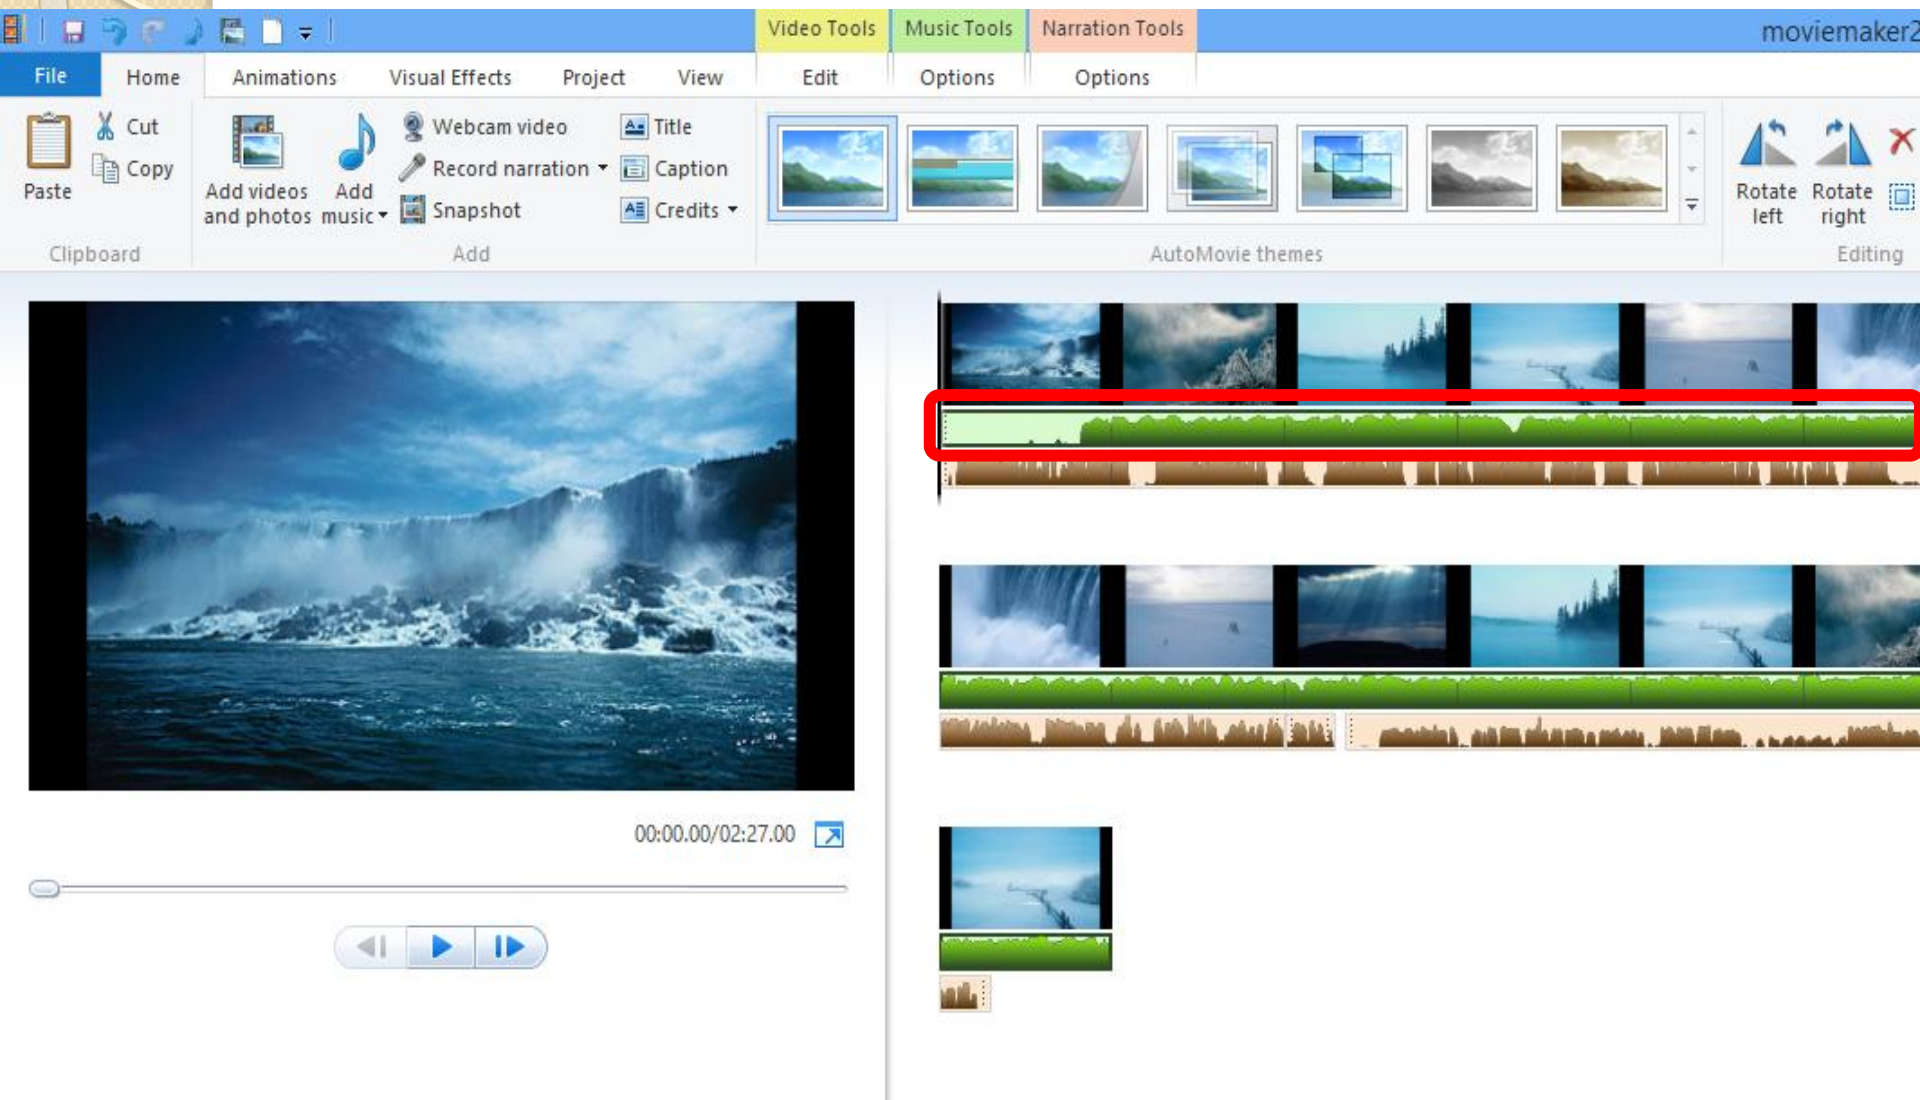 Video Tools Music Tools Narration Tools moviemaker2
File Home Animations Visual Effects Project View Edit Options Options
Paste
Cut
Copy
Clipboard
Add videos
and photos
Add
music
Webcam video
Record narration
Snapshot
Title
Caption
Credits
Add
AutoMovie themes
Rotate
left
Rotate
right
Editing
00:00.00/02:27.00